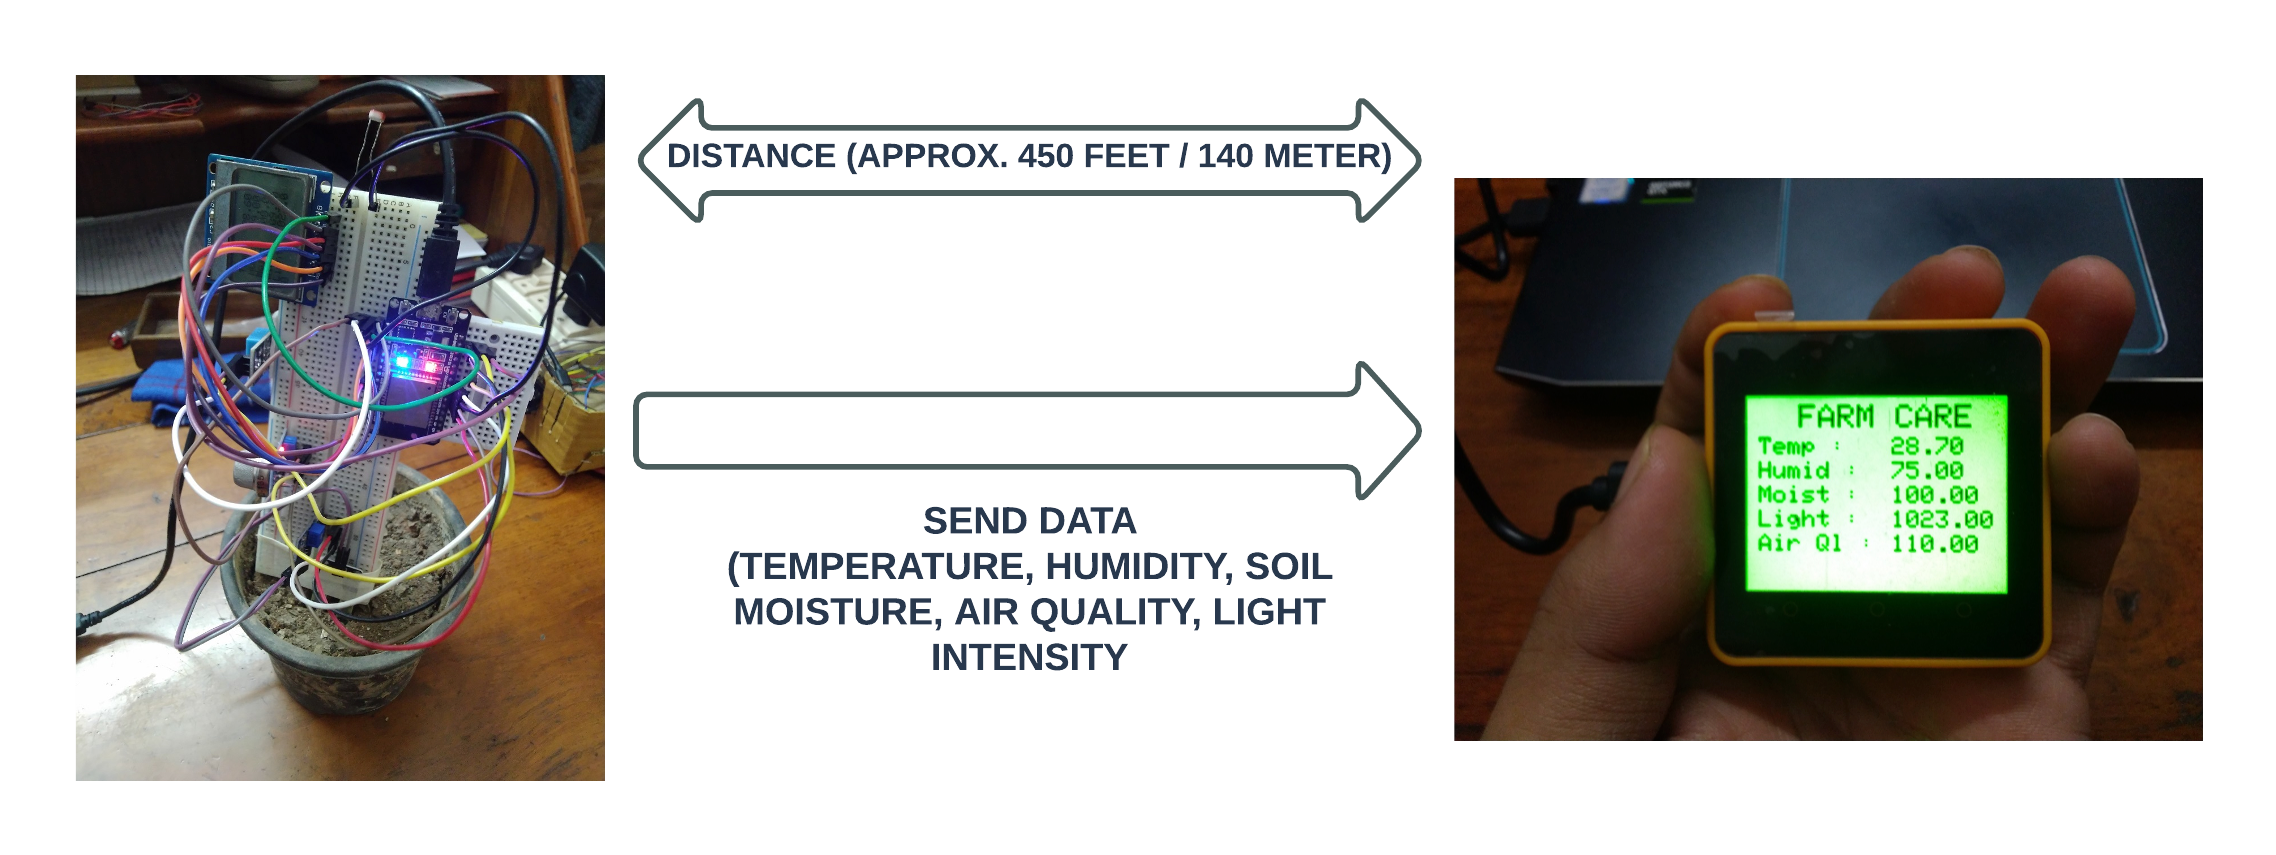 DISTANCE (APPROX. 450 FEET / 140 METER)
SEND DATA
(TEMPERATURE, HUMIDITY, SOIL
MOISTURE, AIR QUALITY, LIGHT
INTENSITY
FARM CARE
Temp : 28.70
Humid : 75.00
Moist : 100.00
Light : 1023.00
Air Ql : 110.00